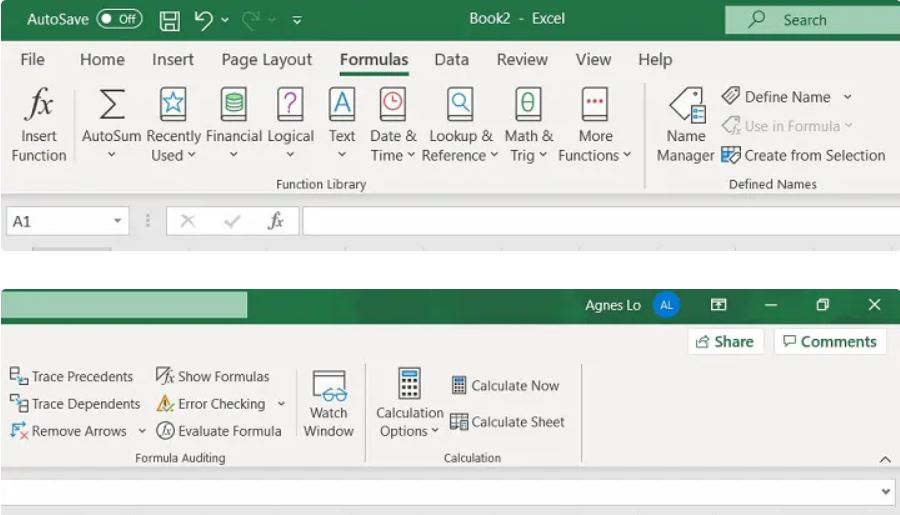 AutoSave Off Book2 - Excel Search
File Home Insert Page Layout Formulas Data Review View Help
fx Σ ? A θ
Insert AutoSum Recently Financial Logical Text Date & Lookup & Math & More
Function Used Time Reference Trig Functions
Name Define Name
Manager Use in Formula
Create from Selection
Function Library Defined Names
A1 fx
Agnes Lo AL
Share Comments
Trace Precedents Show Formulas
Trace Dependents Error Checking
Remove Arrows Evaluate Formula
Watch
Window
Calculation
Options
Calculate Now
Calculate Sheet
Formula Auditing Calculation